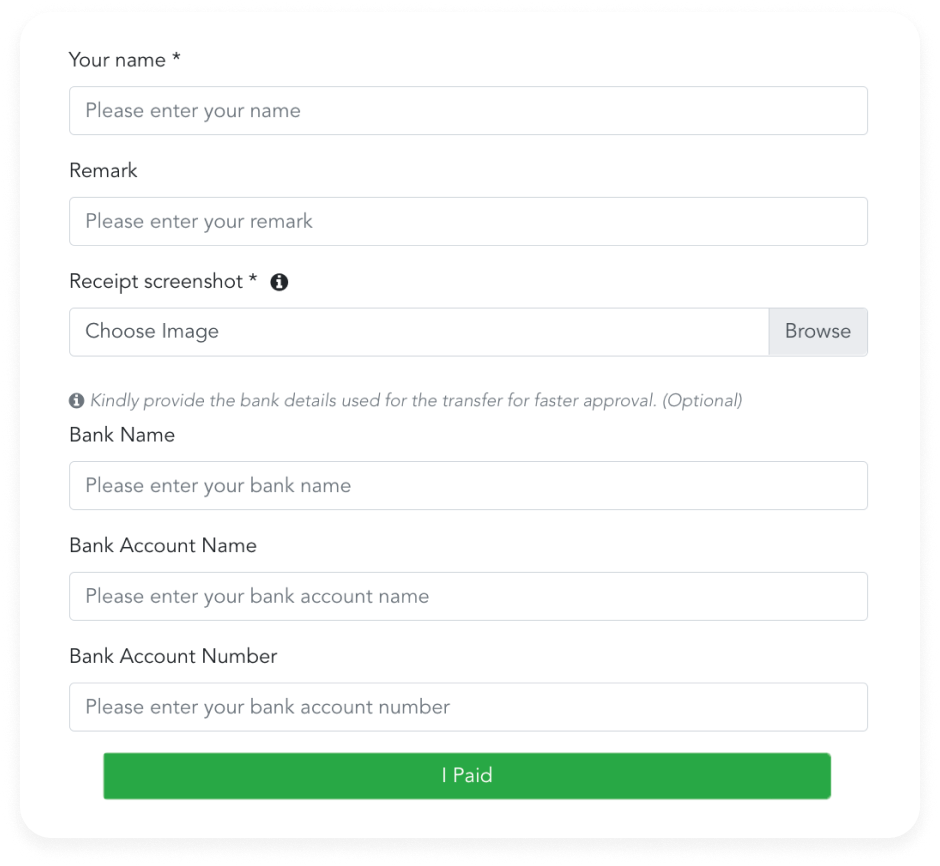 Your name *
Please enter your name
Remark
Please enter your remark
Receipt screenshot *
Choose Image
Browse
Kindly provide the bank details used for the transfer for faster approval. (Optional)
Bank Name
Please enter your bank name
Bank Account Name
Please enter your bank account name
Bank Account Number
Please enter your bank account number
I Paid